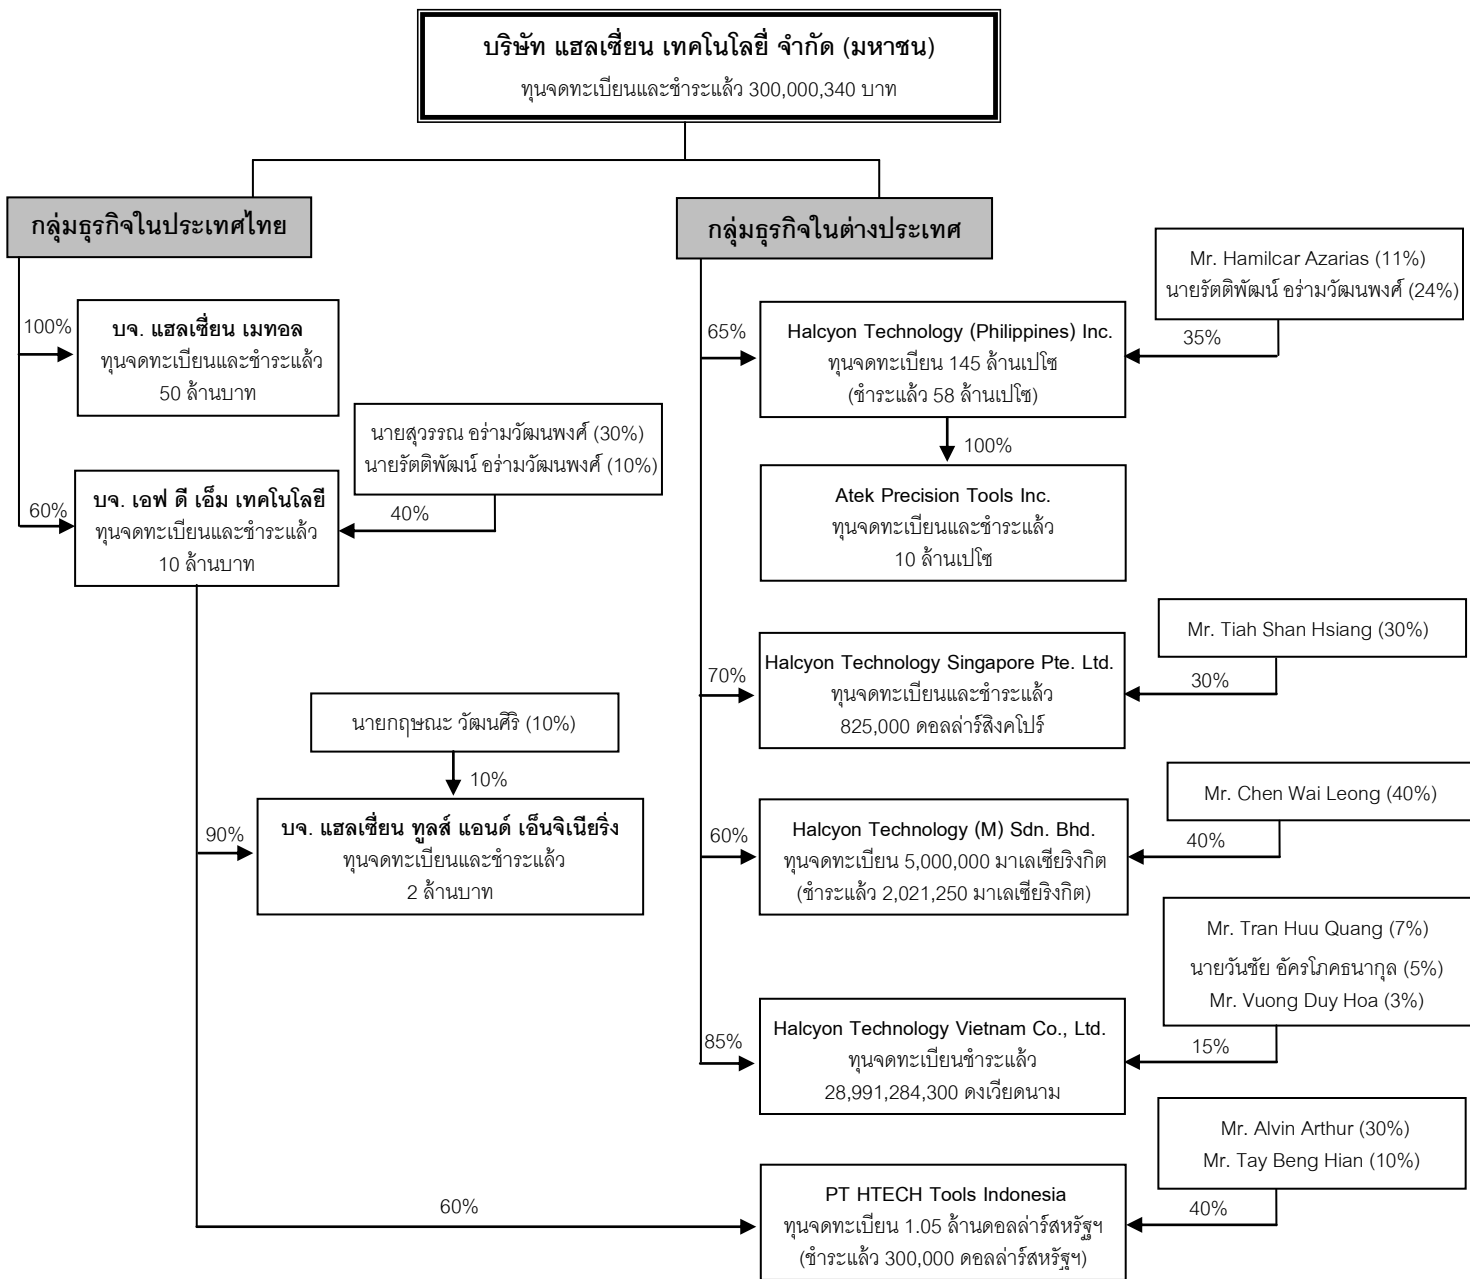 บริษัท แฮลเซี่ยน เทคโนโลยี่ จำกัด (มหาชน)
ทุนจดทะเบียนและชำระแล้ว 300,000,340 บาท
กลุ่มธุรกิจในประเทศไทย
กลุ่มธุรกิจในต่างประเทศ
100%
บจ. แฮลเซี่ยน เมทอล
ทุนจดทะเบียนและชำระแล้ว
50 ล้านบาท
60%
บจ. เอฟ ดี เอ็ม เทคโนโลยี
ทุนจดทะเบียนและชำระแล้ว
10 ล้านบาท
นายสุวรรณ อร่ามวัฒนพงศ์ (30%)
นายรัตติพัฒน์ อร่ามวัฒนพงศ์ (10%)
40%
นายกฤษณะ วัฒนศิริ (10%)
10%
90%
บจ. แฮลเซี่ยน ทูลส์ แอนด์ เอ็นจิเนียริ่ง
ทุนจดทะเบียนและชำระแล้ว
2 ล้านบาท
65%
Halcyon Technology (Philippines) Inc.
ทุนจดทะเบียน 145 ล้านเปโซ
(ชำระแล้ว 58 ล้านเปโซ)
Mr. Hamilcar Azarias (11%)
นายรัตติพัฒน์ อร่ามวัฒนพงศ์ (24%)
35%
100%
Atek Precision Tools Inc.
ทุนจดทะเบียนและชำระแล้ว
10 ล้านเปโซ
70%
Halcyon Technology Singapore Pte. Ltd.
ทุนจดทะเบียนและชำระแล้ว
825,000 ดอลล่าร์สิงคโปร์
Mr. Tiah Shan Hsiang (30%)
30%
60%
Halcyon Technology (M) Sdn. Bhd.
ทุนจดทะเบียน 5,000,000 มาเลเซียริงกิต
(ชำระแล้ว 2,021,250 มาเลเซียริงกิต)
Mr. Chen Wai Leong (40%)
40%
85%
Halcyon Technology Vietnam Co., Ltd.
ทุนจดทะเบียนชำระแล้ว
28,991,284,300 ดงเวียดนาม
Mr. Tran Huu Quang (7%)
นายวันชัย อัครโภคธนากุล (5%)
Mr. Vuong Duy Hoa (3%)
15%
60%
PT HTECH Tools Indonesia
ทุนจดทะเบียน 1.05 ล้านดอลล่าร์สหรัฐฯ
(ชำระแล้ว 300,000 ดอลล่าร์สหรัฐฯ)
Mr. Alvin Arthur (30%)
Mr. Tay Beng Hian (10%)
40%